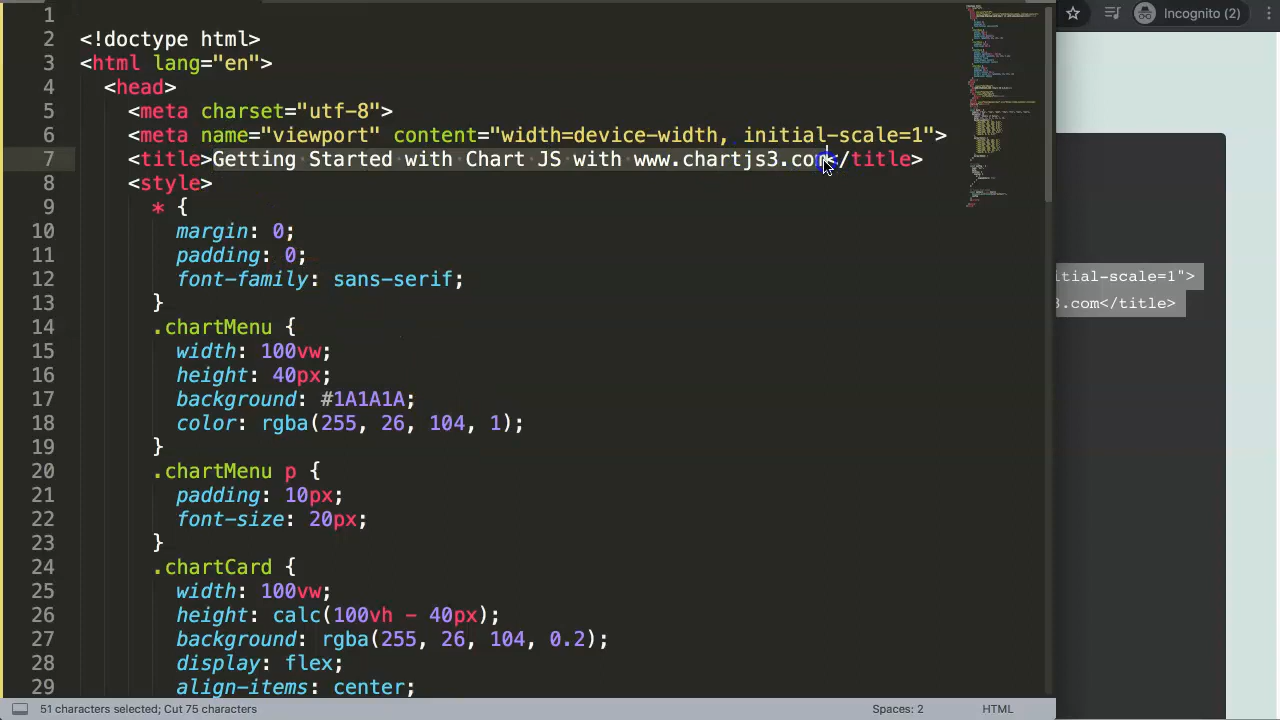 1
2 <!doctype html>
3 <html lang="en">
4 <head>
5 <meta charset="utf-8">
6 <meta name="viewport" content="width=device-width, initial-scale=1">
7 <title>Getting Started with Chart JS with www.chartjs3.com</title>
8 <style>
9 * {
10 margin: 0;
11 padding: 0;
12 font-family: sans-serif;
13 }
14 .chartMenu {
15 width: 100vw;
16 height: 40px;
17 background: #1A1A1A;
18 color: rgba(255, 26, 104, 1);
19 }
20 .chartMenu p {
21 padding: 10px;
22 font-size: 20px;
23 }
24 .chartCard {
25 width: 100vw;
26 height: calc(100vh - 40px);
27 background: rgba(255, 26, 104, 0.2);
28 display: flex;
29 align-items: center;
51 characters selected; Cut 75 characters
Spaces: 2
HTML
Incognito (2)
itial-scale=1">
3.com</title>